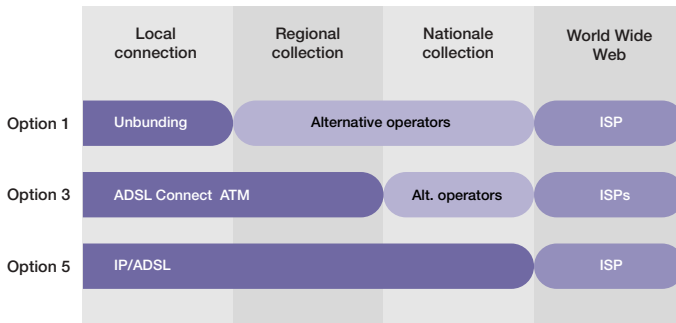 Local
connection
Regional
collection
Nationale
collection
World Wide
Web
Option 1
Unbunding
Alternative operators
ISP
Option 3
ADSL Connect ATM
Alt. operators
ISPs
Option 5
IP/ADSL
ISP